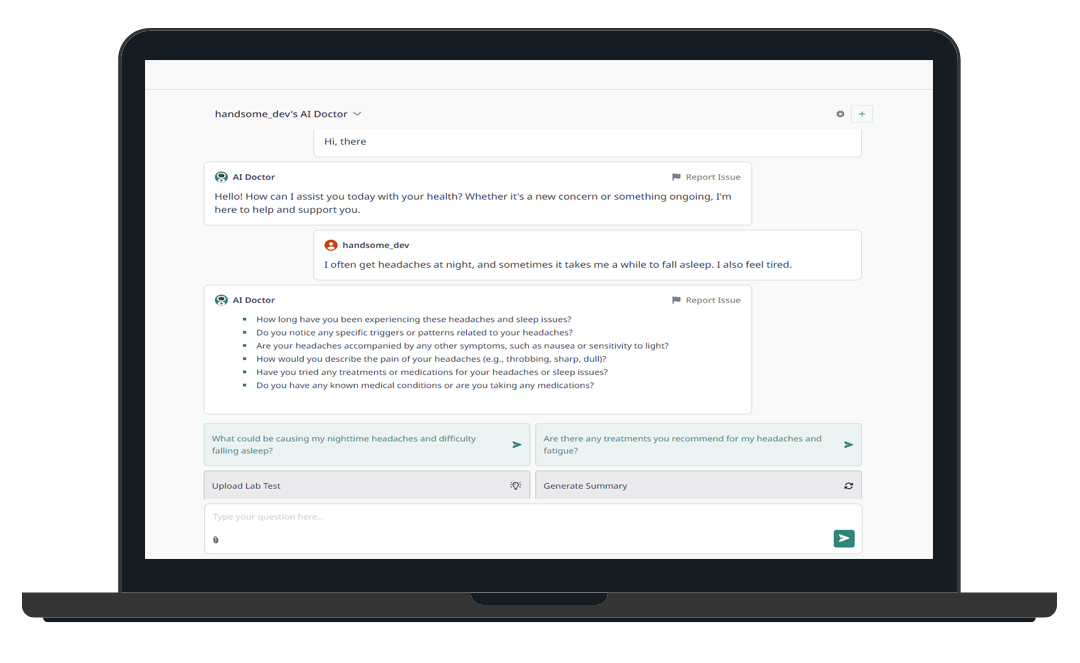 handsome_dev's AI Doctor
Hi, there
AI Doctor
Report Issue
Hello! How can I assist you today with your health? Whether it's a new concern or something ongoing, I'm
here to help and support you.
handsome_dev
I often get headaches at night, and sometimes it takes me a while to fall asleep. I also feel tired.
AI Doctor
Report Issue
How long have you been experiencing these headaches and sleep issues?
Do you notice any specific triggers or patterns related to your headaches?
Are your headaches accompanied by any other symptoms, such as nausea or sensitivity to light?
How would you describe the pain of your headaches (e.g., throbbing, sharp, dull)?
Have you tried any treatments or medications for your headaches or sleep issues?
Do you have any known medical conditions or are you taking any medications?
What could be causing my nighttime headaches and difficulty
falling asleep?
Are there any treatments you recommend for my headaches and
fatigue?
Upload Lab Test
Generate Summary
Type your question here...